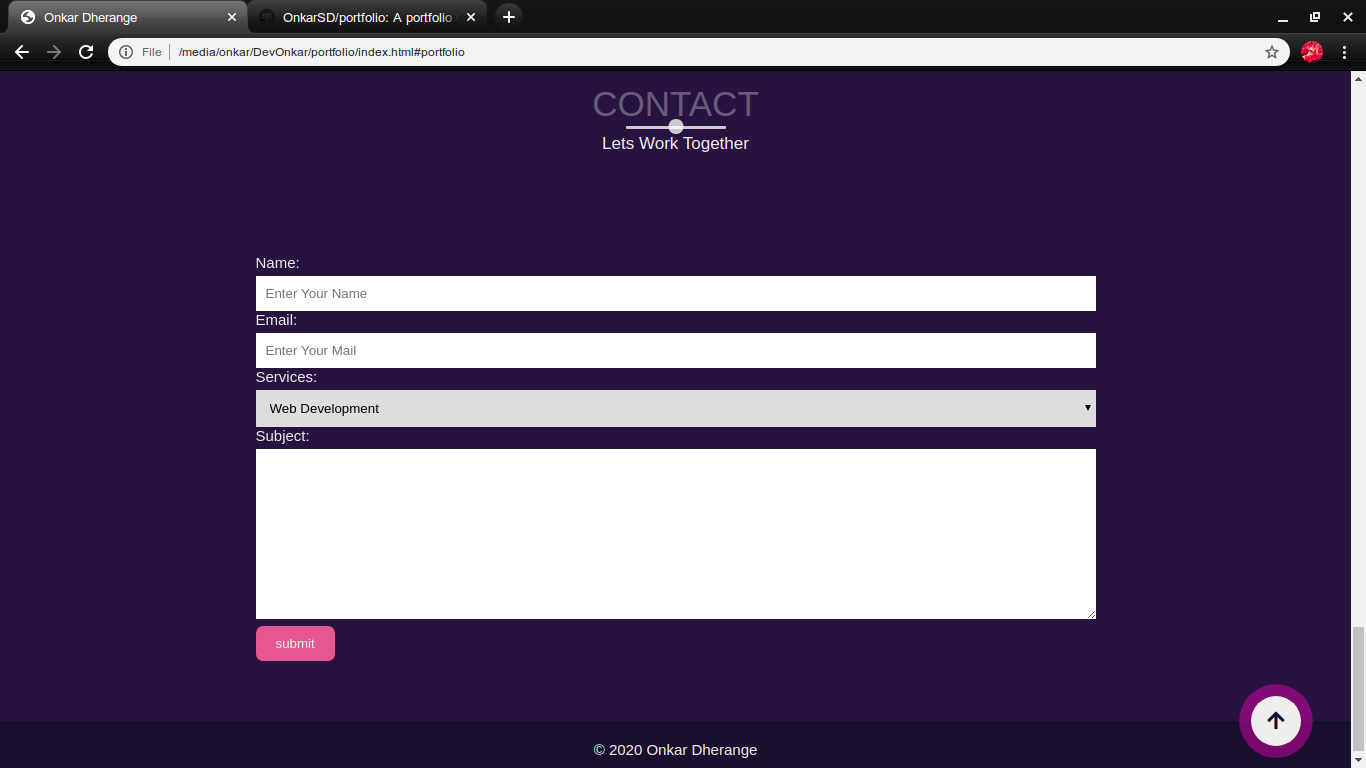 Onkar Dherange
OnkarSD/portfolio: A portfolio
File
/media/onkar/DevOnkar/portfolio/index.html#portfolio
CONTACT
Lets Work Together
Name:
Enter Your Name
Email:
Enter Your Mail
Services:
Web Development
Subject:
submit
© 2020 Onkar Dherange